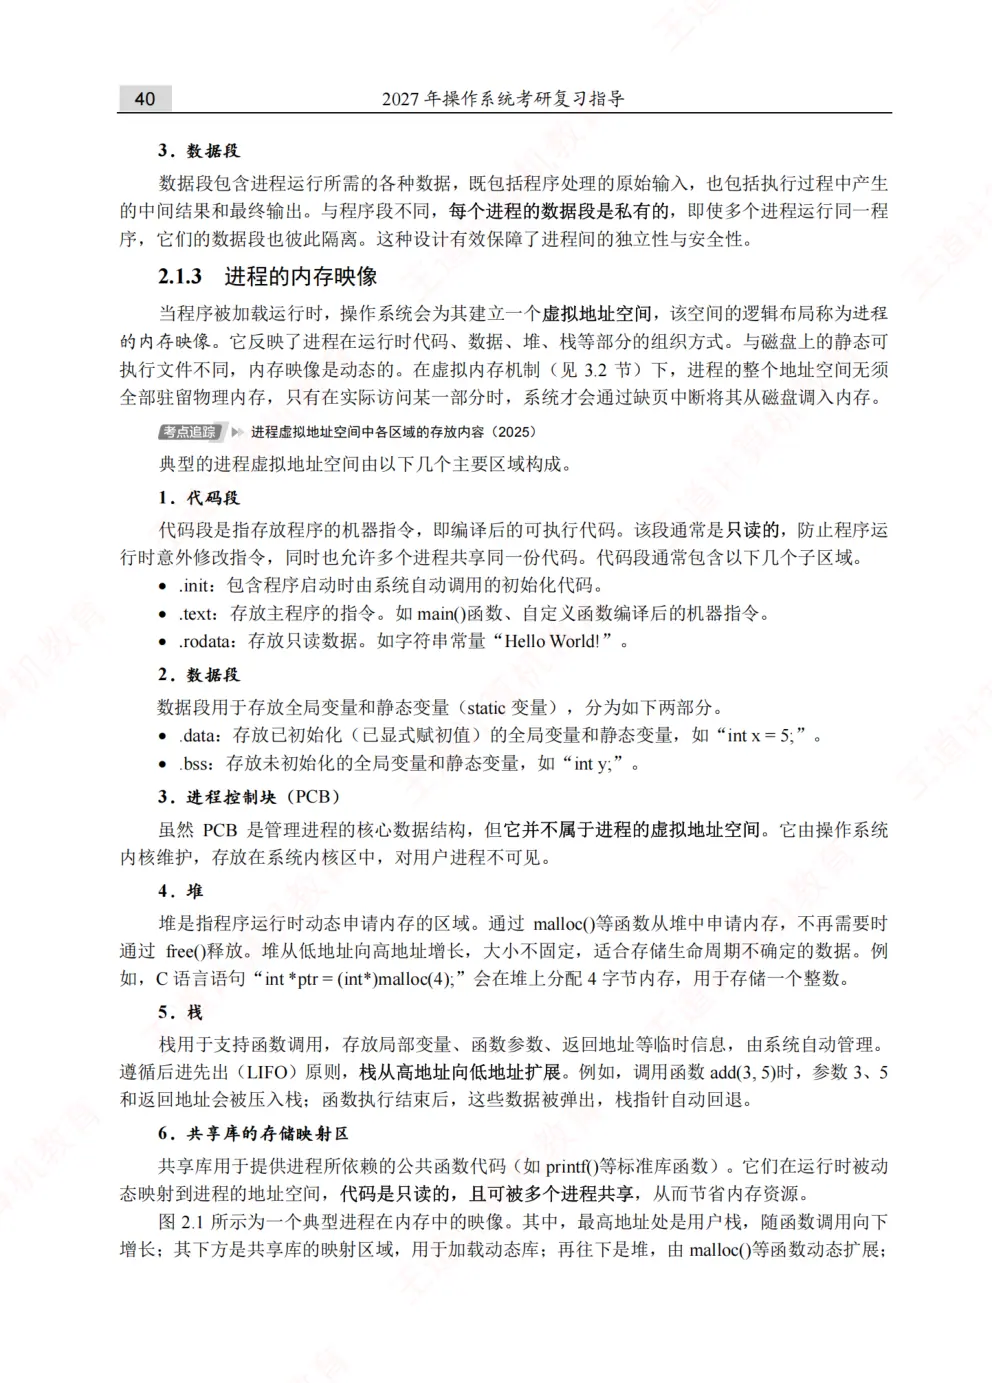 40
2027 年操作系统考研复习指导
3．数据段
数据段包含进程运行所需的各种数据，既包括程序处理的原始输入，也包括执行过程中产生
的中间结果和最终输出。与程序段不同，每个进程的数据段是私有的，即使多个进程运行同一程
序，它们的数据段也彼此隔离。这种设计有效保障了进程间的独立性与安全性。
2.1.3 进程的内存映像
当程序被加载运行时，操作系统会为其建立一个虚拟地址空间，该空间的逻辑布局称为进程
的内存映像。它反映了进程在运行时代码、数据、堆、栈等部分的组织方式。与磁盘上的静态可
执行文件不同，内存映像是动态的。在虚拟内存机制（见 3.2 节）下，进程的整个地址空间无须
全部驻留物理内存，只有在实际访问某一部分时，系统才会通过缺页中断将其从磁盘调入内存。
考点追踪 进程虚拟地址空间中各区域的存放内容（2025）
典型的进程虚拟地址空间由以下几个主要区域构成。
1．代码段
代码段是指存放程序的机器指令，即编译后的可执行代码。该段通常是只读的，防止程序运
行时意外修改指令，同时也允许多个进程共享同一份代码。代码段通常包含以下几个子区域。
• .init：包含程序启动时由系统自动调用的初始化代码。
• .text：存放主程序的指令。如 main()函数、自定义函数编译后的机器指令。
• .rodata：存放只读数据。如字符串常量“Hello World!”。
2．数据段
数据段用于存放全局变量和静态变量（static 变量），分为如下两部分。
• .data：存放已初始化（已显式赋初值）的全局变量和静态变量，如“int x = 5;”。
• .bss：存放未初始化的全局变量和静态变量，如“int y;”。
3．进程控制块（PCB）
虽然 PCB 是管理进程的核心数据结构，但它并不属于进程的虚拟地址空间。它由操作系统
内核维护，存放在系统内核区中，对用户进程不可见。
4．堆
堆是指程序运行时动态申请内存的区域。通过 malloc()等函数从堆中申请内存，不再需要时
通过 free()释放。堆从低地址向高地址增长，大小不固定，适合存储生命周期不确定的数据。例
如，C 语言语句“int *ptr = (int*)malloc(4);”会在堆上分配 4 字节内存，用于存储一个整数。
5．栈
栈用于支持函数调用，存放局部变量、函数参数、返回地址等临时信息，由系统自动管理。
遵循后进先出（LIFO）原则，栈从高地址向低地址扩展。例如，调用函数 add(3, 5)时，参数 3、5
和返回地址会被压入栈；函数执行结束后，这些数据被弹出，栈指针自动回退。
6．共享库的存储映射区
共享库用于提供进程所依赖的公共函数代码（如 printf()等标准库函数）。它们在运行时被动
态映射到进程的地址空间，代码是只读的，且可被多个进程共享，从而节省内存资源。
图 2.1 所示为一个典型进程在内存中的映像。其中，最高地址处是用户栈，随函数调用向下
增长；其下方是共享库的映射区域，用于加载动态库；再往下是堆，由 malloc()等函数动态扩展；